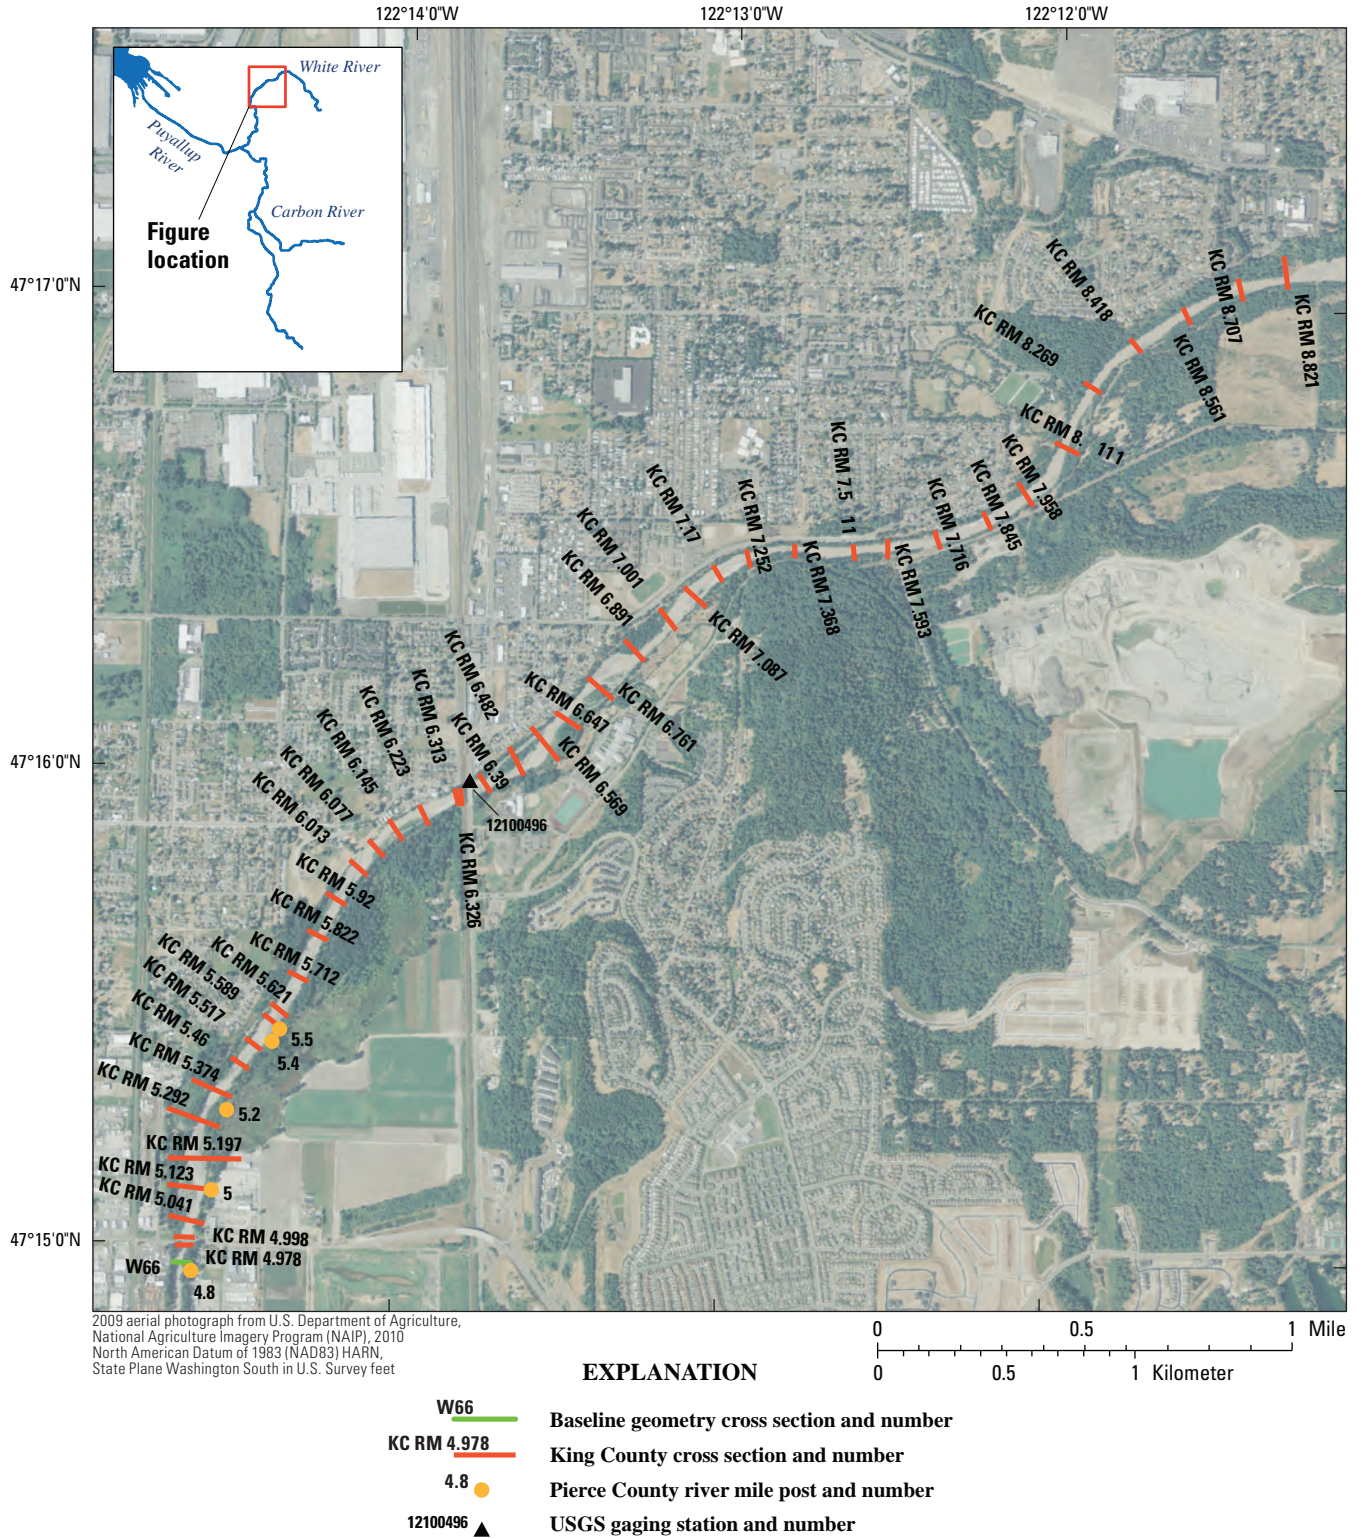 122°14'0"W
122°13'0"W
122°12'0"W
White River
Puyallup
River
Carbon River
Figure
location
47°17'0"N
47°16'0"N
47°15'0"N
KC RM 8.821
KC RM 8.707
KC RM 8.561
KC RM 8.418
KC RM 8.269
KC RM 8. 111
KC RM 7.958
KC RM 7.845
KC RM 7.716
KC RM 7.593
KC RM 7.5 11
KC RM 7.368
KC RM 7.252
KC RM 7.17
KC RM 7.087
KC RM 7.001
KC RM 6.891
KC RM 6.761
KC RM 6.647
KC RM 6.569
KC RM 6.482
KC RM 6.39
12100496
KC RM 6.326
KC RM 6.313
KC RM 6.223
KC RM 6.145
KC RM 6.077
KC RM 6.013
KC RM 5.92
KC RM 5.822
KC RM 5.712
KC RM 5.621
KC RM 5.589
KC RM 5.517
KC RM 5.46
5.5
5.4
KC RM 5.374
KC RM 5.292
5.2
KC RM 5.197
KC RM 5.123
5
KC RM 5.041
KC RM 4.998
KC RM 4.978
W66
4.8
2009 aerial photograph from U.S. Department of Agriculture,
National Agriculture Imagery Program (NAIP), 2010
North American Datum of 1983 (NAD83) HARN,
State Plane Washington South in U.S. Survey feet
0 0.5 1 Mile
0 0.5 1 Kilometer
EXPLANATION
W66
Baseline geometry cross section and number
KC RM 4.978
King County cross section and number
4.8
Pierce County river mile post and number
12100496
USGS gaging station and number